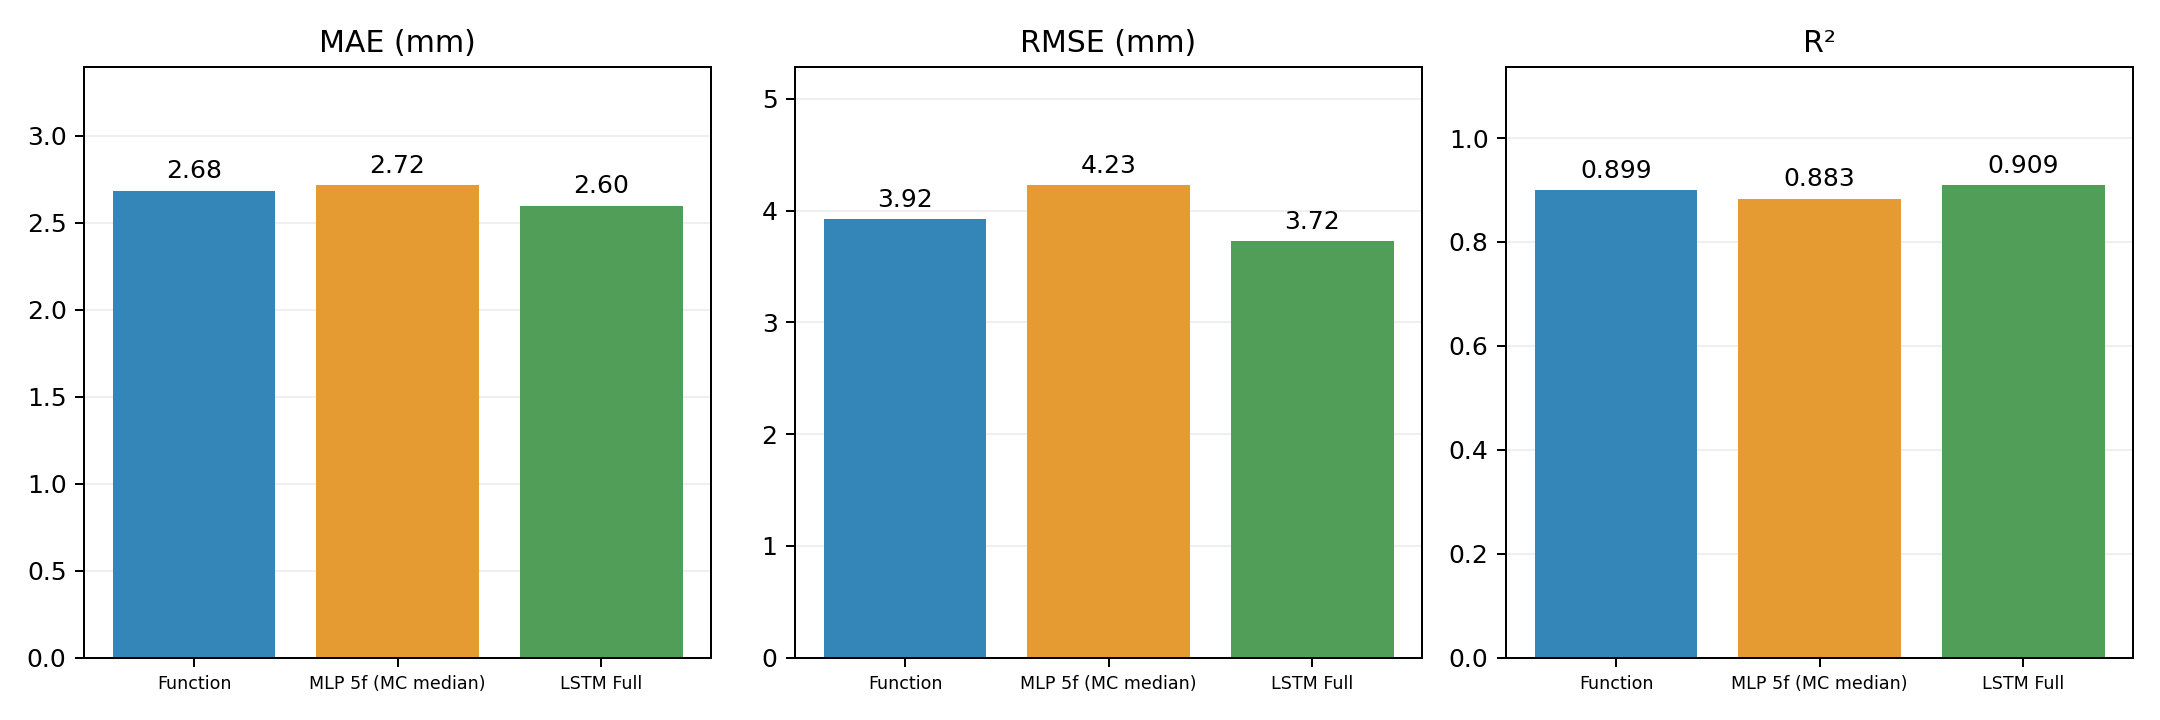 MAE (mm)
3.0
2.5
2.0
1.5
1.0
0.5
0.0
2.68
2.72
2.60
Function
MLP 5f (MC median)
LSTM Full
RMSE (mm)
5
4
3
2
1
0
3.92
4.23
3.72
Function
MLP 5f (MC median)
LSTM Full
R²
1.0
0.8
0.6
0.4
0.2
0.0
0.899
0.883
0.909
Function
MLP 5f (MC median)
LSTM Full